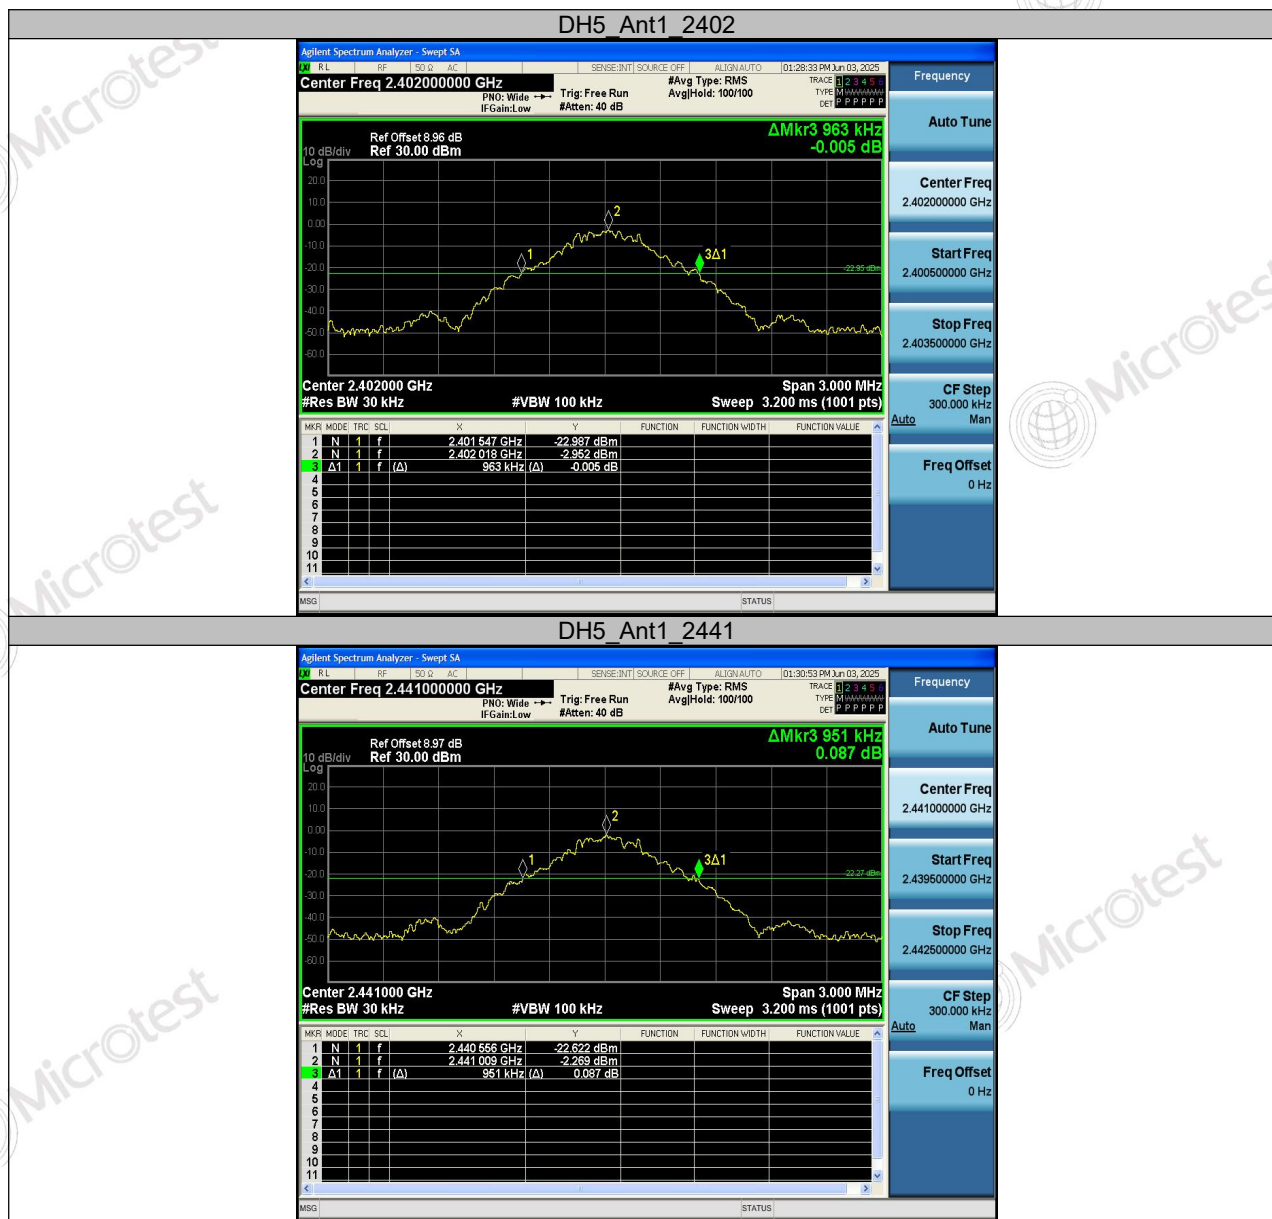 DH5_Ant1_2402
Agilent Spectrum Analyzer - Swept SA
RL RF 50 Ω AC SENSE:INT SOURCE OFF ALIGN AUTO 01:28:33 PM Jun 03, 2025
Center Freq 2.402000000 GHz
PNO: Wide
IFGain:Low
Trig: Free Run
#Atten: 40 dB
#Avg Type: RMS
Avg|Hold: 100/100
TRACE 1 2 3 4 5 6
TYPE M
DET P P P P P P
Frequency
Auto Tune
Center Freq
2.402000000 GHz
Start Freq
2.400500000 GHz
Stop Freq
2.403500000 GHz
CF Step
300.000 kHz
Auto Man
Freq Offset
0 Hz
ΔMkr3 963 kHz
-0.005 dB
Ref Offset 8.96 dB
10 dB/div Ref 30.00 dBm
Log
20.0
10.0
0.00
-10.0
-20.0
-30.0
-40.0
-50.0
-60.0
1
2
3Δ1
-22.95 dBm
Center 2.402000 GHz Span 3.000 MHz
#Res BW 30 kHz #VBW 100 kHz Sweep 3.200 ms (1001 pts)
MKR MODE TRC SCL X Y FUNCTION FUNCTION WIDTH FUNCTION VALUE
1 N 1 f 2.401 547 GHz -22.987 dBm
2 N 1 f 2.402 018 GHz -2.952 dBm
3 Δ1 1 f (Δ) 963 kHz (Δ) -0.005 dB
4
5
6
7
8
9
10
11
MSG STATUS
DH5_Ant1_2441
Agilent Spectrum Analyzer - Swept SA
RL RF 50 Ω AC SENSE:INT SOURCE OFF ALIGN AUTO 01:30:53 PM Jun 03, 2025
Center Freq 2.441000000 GHz
PNO: Wide
IFGain:Low
Trig: Free Run
#Atten: 40 dB
#Avg Type: RMS
Avg|Hold: 100/100
TRACE 1 2 3 4 5 6
TYPE M
DET P P P P P P
Frequency
Auto Tune
Center Freq
2.441000000 GHz
Start Freq
2.439500000 GHz
Stop Freq
2.442500000 GHz
CF Step
300.000 kHz
Auto Man
Freq Offset
0 Hz
ΔMkr3 951 kHz
0.087 dB
Ref Offset 8.97 dB
10 dB/div Ref 30.00 dBm
Log
20.0
10.0
0.00
-10.0
-20.0
-30.0
-40.0
-50.0
-60.0
1
2
3Δ1
-22.27 dBm
Center 2.441000 GHz Span 3.000 MHz
#Res BW 30 kHz #VBW 100 kHz Sweep 3.200 ms (1001 pts)
MKR MODE TRC SCL X Y FUNCTION FUNCTION WIDTH FUNCTION VALUE
1 N 1 f 2.440 556 GHz -22.622 dBm
2 N 1 f 2.441 009 GHz -2.269 dBm
3 Δ1 1 f (Δ) 951 kHz (Δ) 0.087 dB
4
5
6
7
8
9
10
11
MSG STATUS
Microtest
Microtest
Microtest
Microtest
Microtest